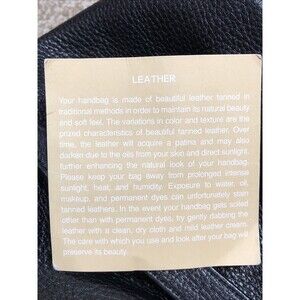 LEATHER
Your handbag is made of beautiful leather tanned in
traditional methods in order to maintain its natural beauty
and soft feel. The variations in color and texture are the
prized characteristics of beautiful tanned leather. Over
time, the leather will acquire a patina and may also
darken due to the oils from your skin and direct sunlight,
further enhancing the natural look of your handbag.
Please keep your bag away from prolonged intense
sunlight, heat, and humidity. Exposure to water, oil,
makeup, and permanent dyes can unfortunately stain
tanned leathers. In the event your handbag gets soiled
other than with permanent dyes, try gently dabbing the
leather with a clean, dry cloth and mild leather cream.
The care with which you use and look after your bag will
preserve its beauty.